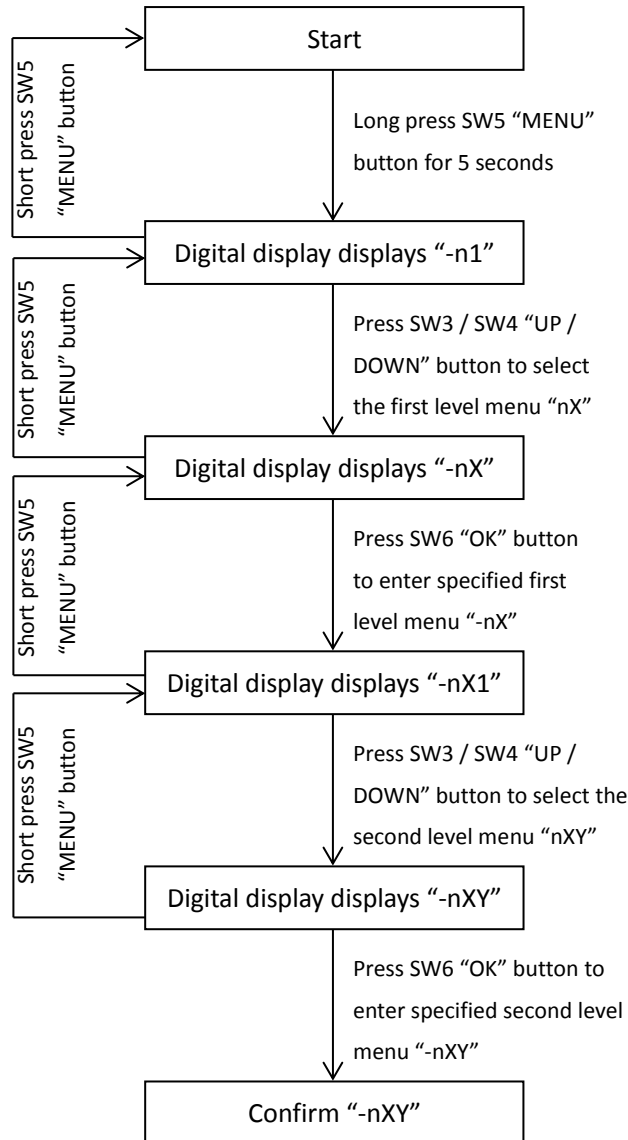 Start
Short press SW5
“MENU” button
Long press SW5 “MENU”
button for 5 seconds
Digital display displays “-n1”
Short press SW5
“MENU” button
Press SW3 / SW4 “UP /
DOWN” button to select
the first level menu “nX”
Digital display displays “-nX”
Short press SW5
“MENU” button
Press SW6 “OK” button
to enter specified first
level menu “-nX”
Digital display displays “-nX1”
Short press SW5
“MENU” button
Press SW3 / SW4 “UP /
DOWN” button to select the
second level menu “nXY”
Digital display displays “-nXY”
Press SW6 “OK” button to
enter specified second level
menu “-nXY”
Confirm “-nXY”